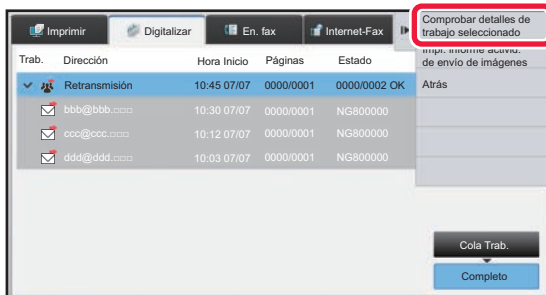 Imprimir
Digitalizar
En. fax
Internet-Fax
Comprobar detalles de
trabajo seleccionado
Impr. informe activid.
de envío de imágenes
Atrás
Trab. Dirección Hora Inicio Páginas Estado
Retransmisión 10:45 07/07 0000/0001 0000/0002 OK
bbb@bbb.□□□ 10:30 07/07 0000/0001 NG800000
ccc@ccc.□□□ 10:12 07/07 0000/0001 NG800000
ddd@ddd.□□□ 10:03 07/07 0000/0001 NG800000
Cola Trab.
Completo